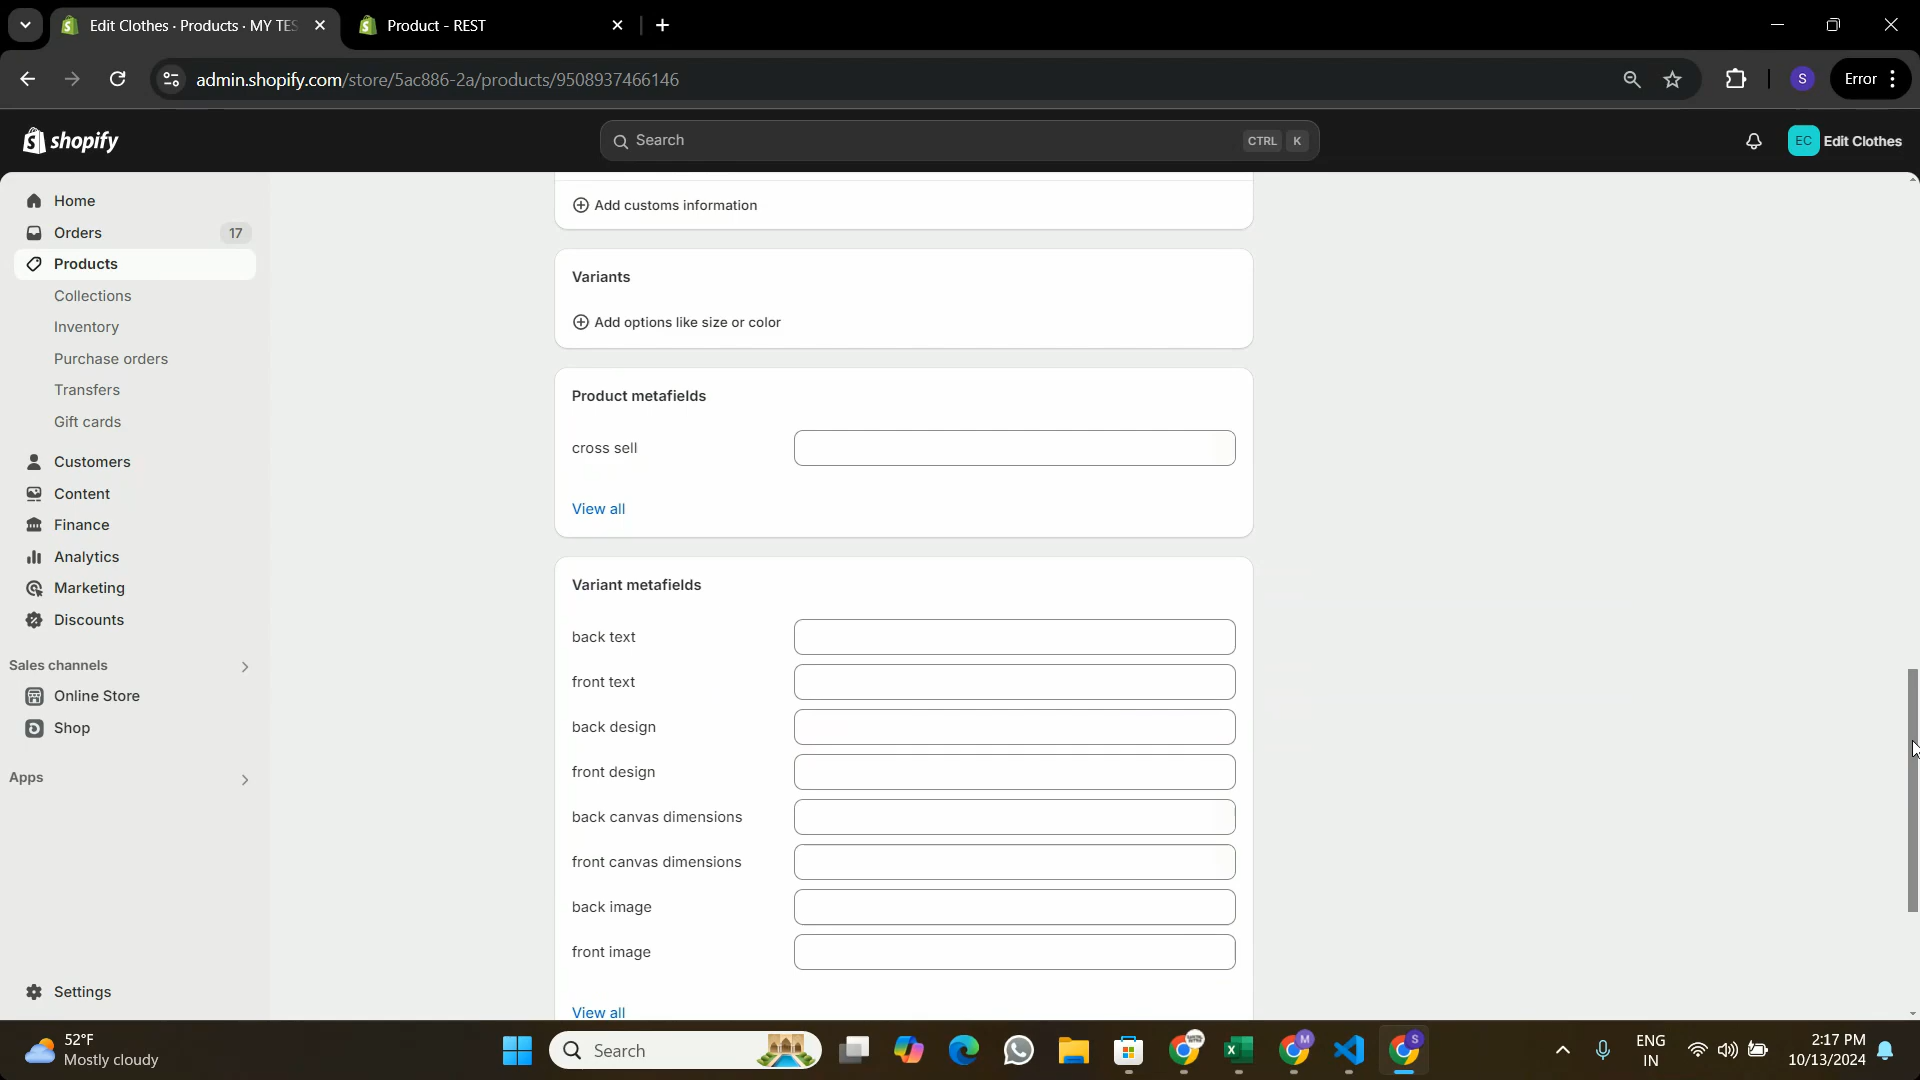 Edit Clothes · Products · MY TES
Product - REST
admin.shopify.com/store/5ac886-2a/products/9508937466146
S
Error
shopify
Search
CTRL K
EC
Edit Clothes
Home
Orders
17
Products
Collections
Inventory
Purchase orders
Transfers
Gift cards
Customers
Content
Finance
Analytics
Marketing
Discounts
Sales channels
Online Store
Shop
Apps
Settings
Add customs information
Variants
Add options like size or color
Product metafields
cross sell
View all
Variant metafields
back text
front text
back design
front design
back canvas dimensions
front canvas dimensions
back image
front image
View all
52°F
Mostly cloudy
Search
M
S
ENG
IN
2:17 PM
10/13/2024